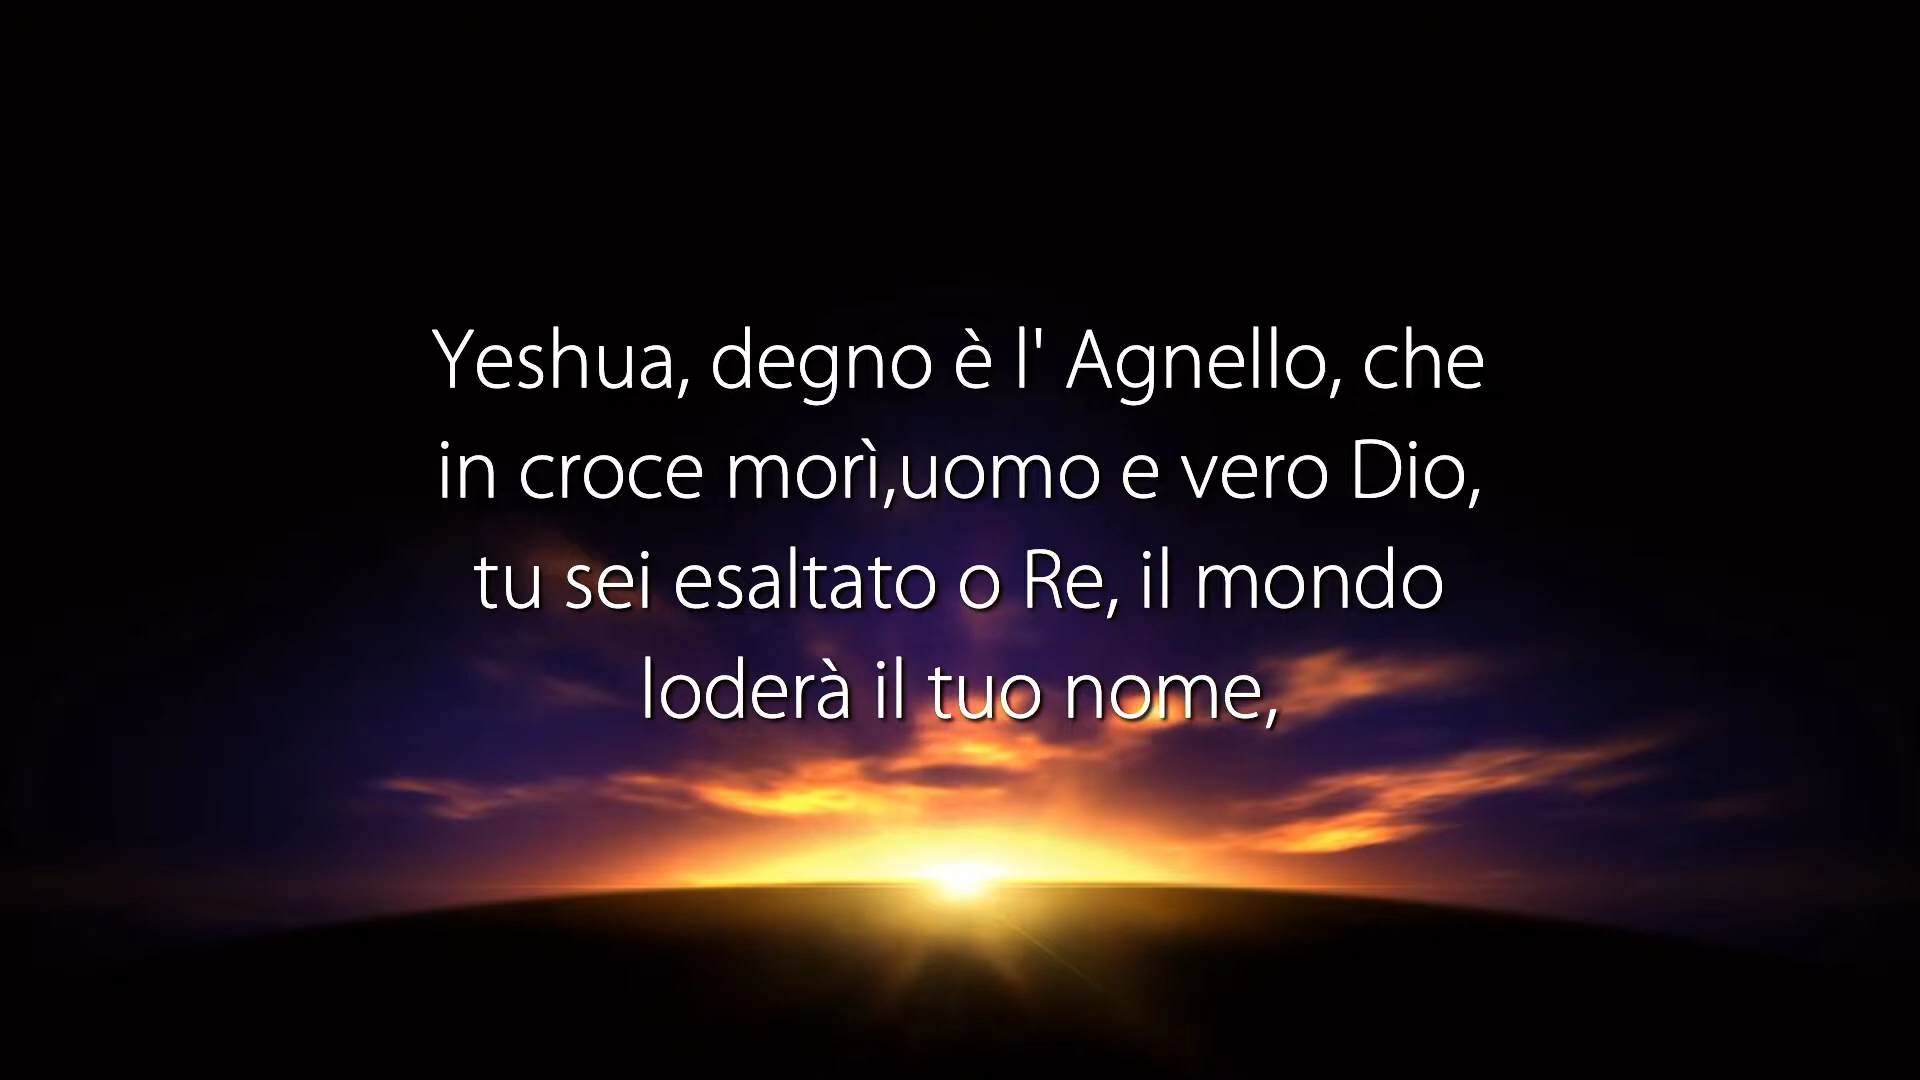 Yeshua, degno è l' Agnello, che
in croce morì,uomo e vero Dio,
tu sei esaltato o Re, il mondo
loderà il tuo nome,